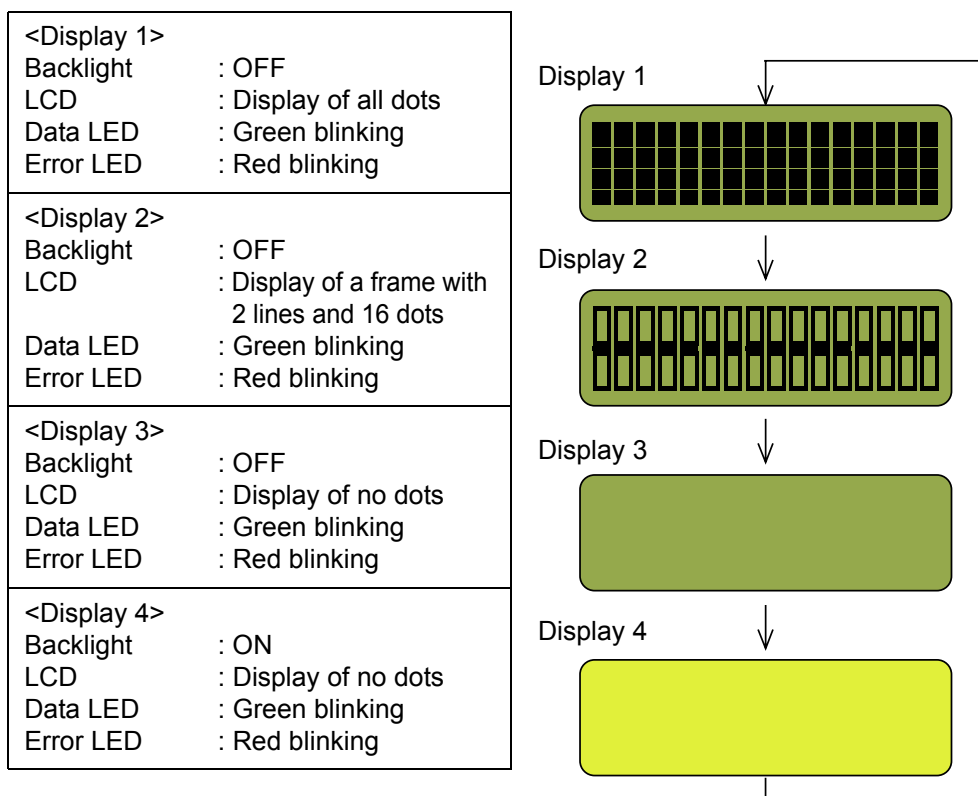 <Display 1>
Backlight : OFF
LCD : Display of all dots
Data LED : Green blinking
Error LED : Red blinking
<Display 2>
Backlight : OFF
LCD : Display of a frame with
2 lines and 16 dots
Data LED : Green blinking
Error LED : Red blinking
<Display 3>
Backlight : OFF
LCD : Display of no dots
Data LED : Green blinking
Error LED : Red blinking
<Display 4>
Backlight : ON
LCD : Display of no dots
Data LED : Green blinking
Error LED : Red blinking
Display 1
Display 2
Display 3
Display 4